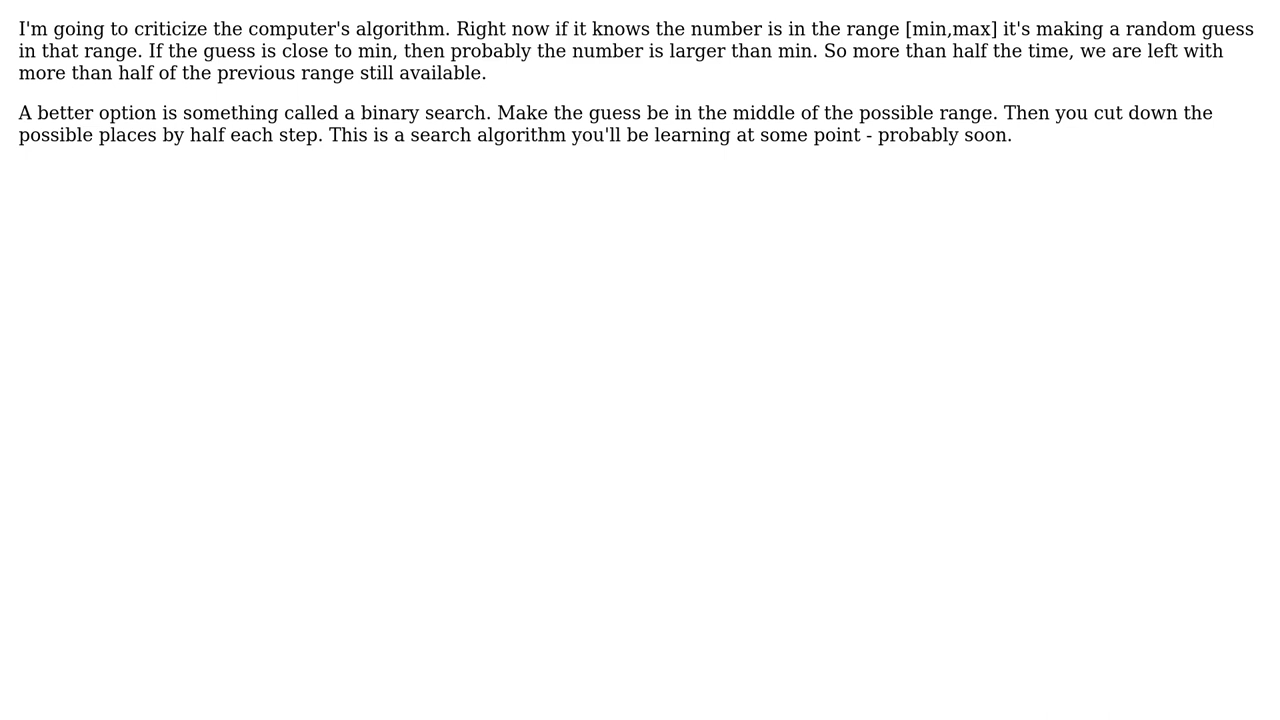 I'm going to criticize the computer's algorithm. Right now if it knows the number is in the range [min,max] it's making a random guess
in that range. If the guess is close to min, then probably the number is larger than min. So more than half the time, we are left with
more than half of the previous range still available.
A better option is something called a binary search. Make the guess be in the middle of the possible range. Then you cut down the
possible places by half each step. This is a search algorithm you'll be learning at some point - probably soon.